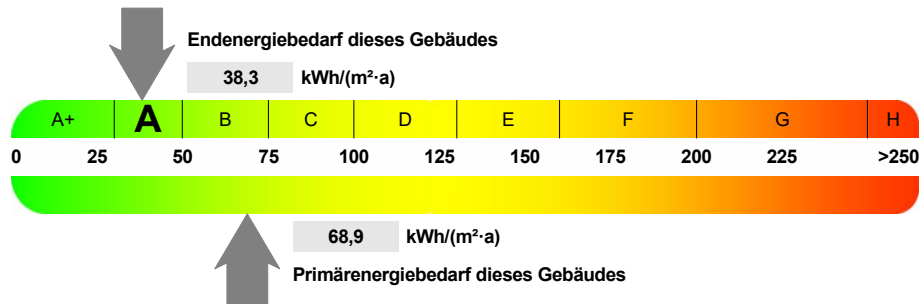 Endenergiebedarf dieses Gebäudes
38,3 kWh/(m²·a)
A+ A B C D E F G H
0 25 50 75 100 125 150 175 200 225 >250
68,9 kWh/(m²·a)
Primärenergiebedarf dieses Gebäudes